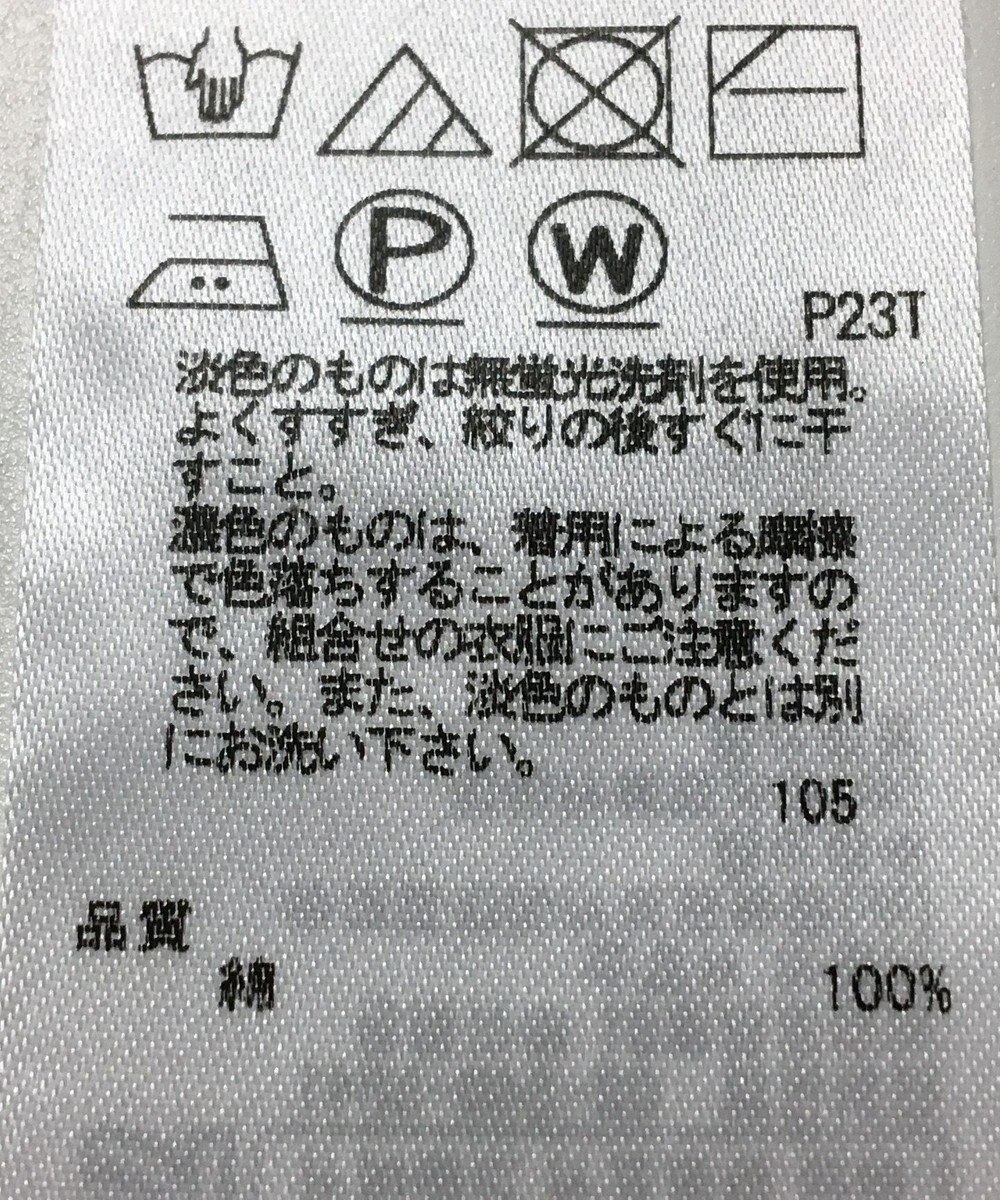 P W
P23T
淡色のものは無蛍光洗剤を使用。
よくすすぎ、絞りの後すぐに干
すこと。
濃色のものは、着用による摩擦
で色落ちすることがありますの
で、組合せの衣服にご注意くだ
さい。また、淡色のものとは別
にお洗い下さい。
105
品質
綿 100%